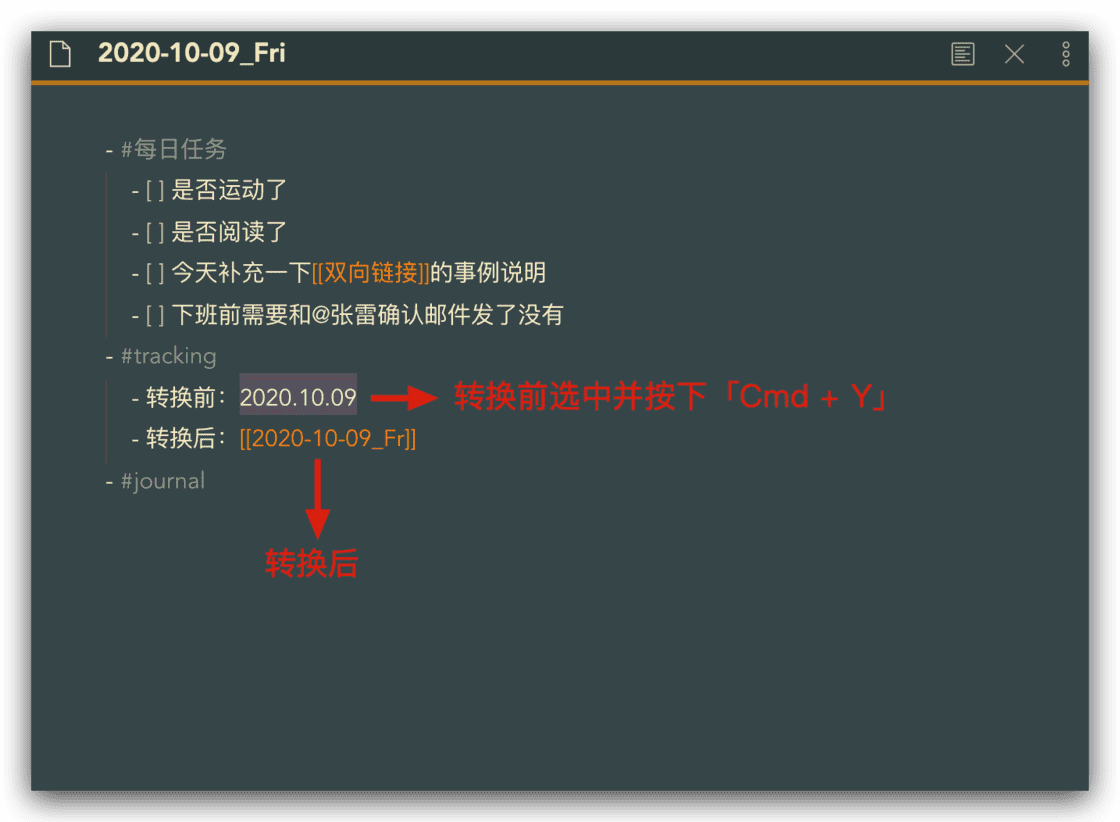 2020-10-09_Fri
- #每日任务
- [ ] 是否运动了
- [ ] 是否阅读了
- [ ] 今天补充一下[[双向链接]]的事例说明
- [ ] 下班前需要和@张雷确认邮件发了没有
- #tracking
- 转换前：2020.10.09 转换前选中并按下「Cmd + Y」
- 转换后：[[2020-10-09_Fr]]
- #journal
转换后